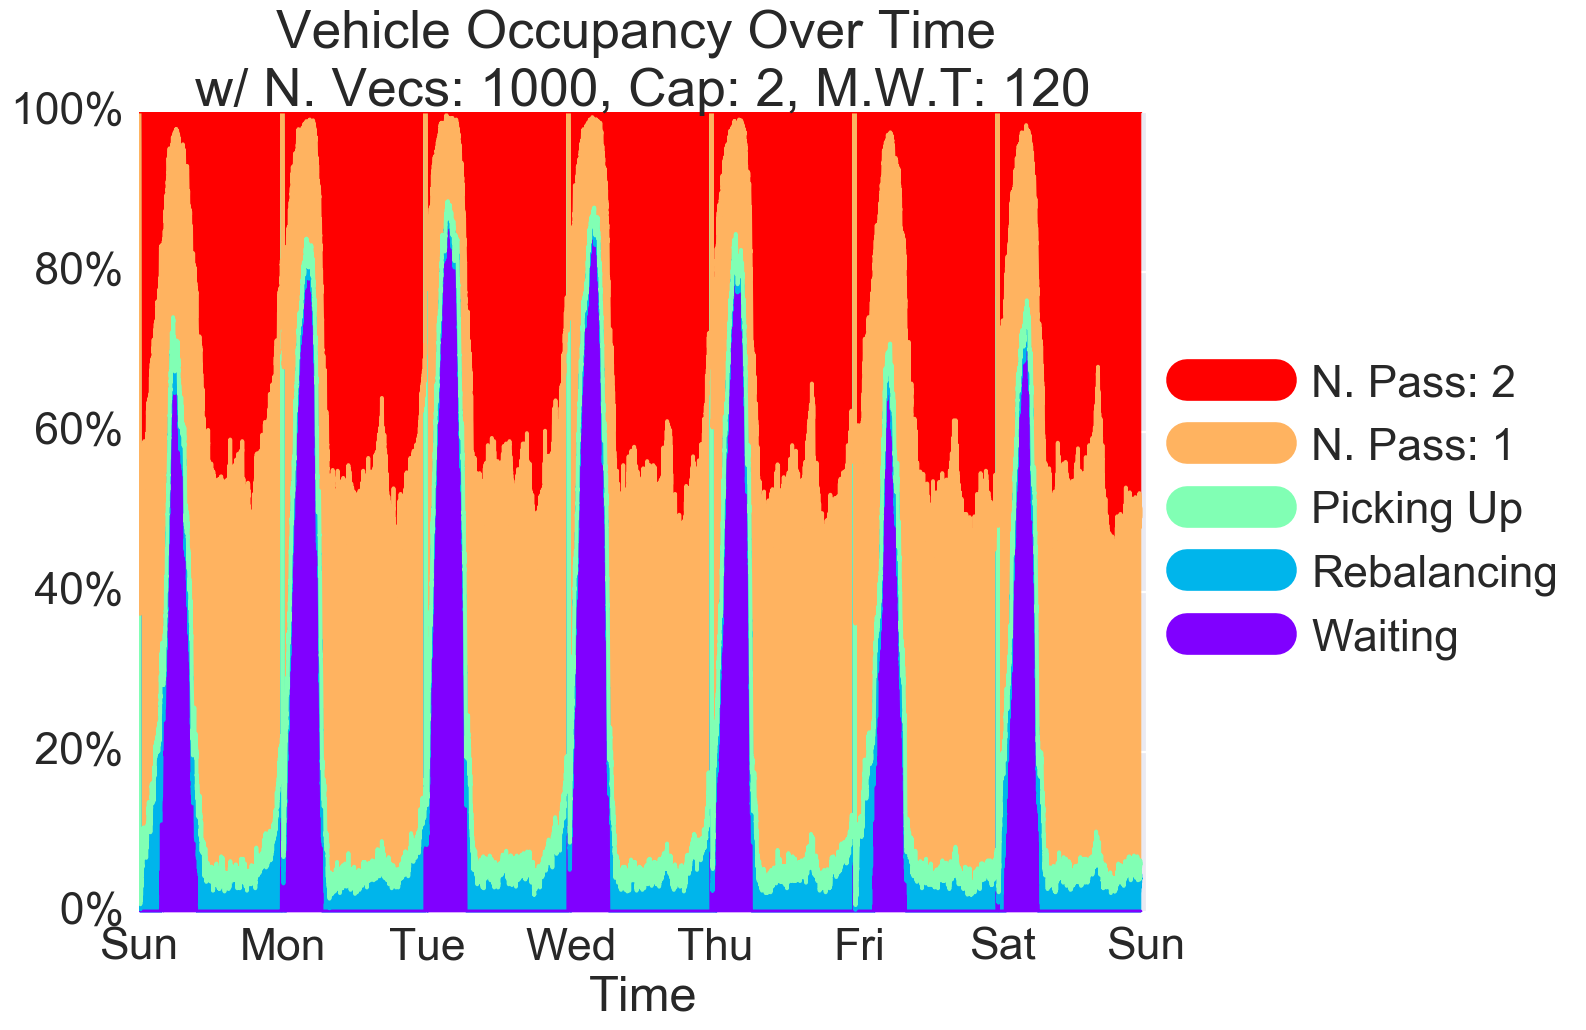 Vehicle Occupancy Over Time
w/ N. Vecs: 1000, Cap: 2, M.W.T: 120
100%
80%
60%
40%
20%
0%
Sun Mon Tue Wed Thu Fri Sat Sun
Time
N. Pass: 2
N. Pass: 1
Picking Up
Rebalancing
Waiting